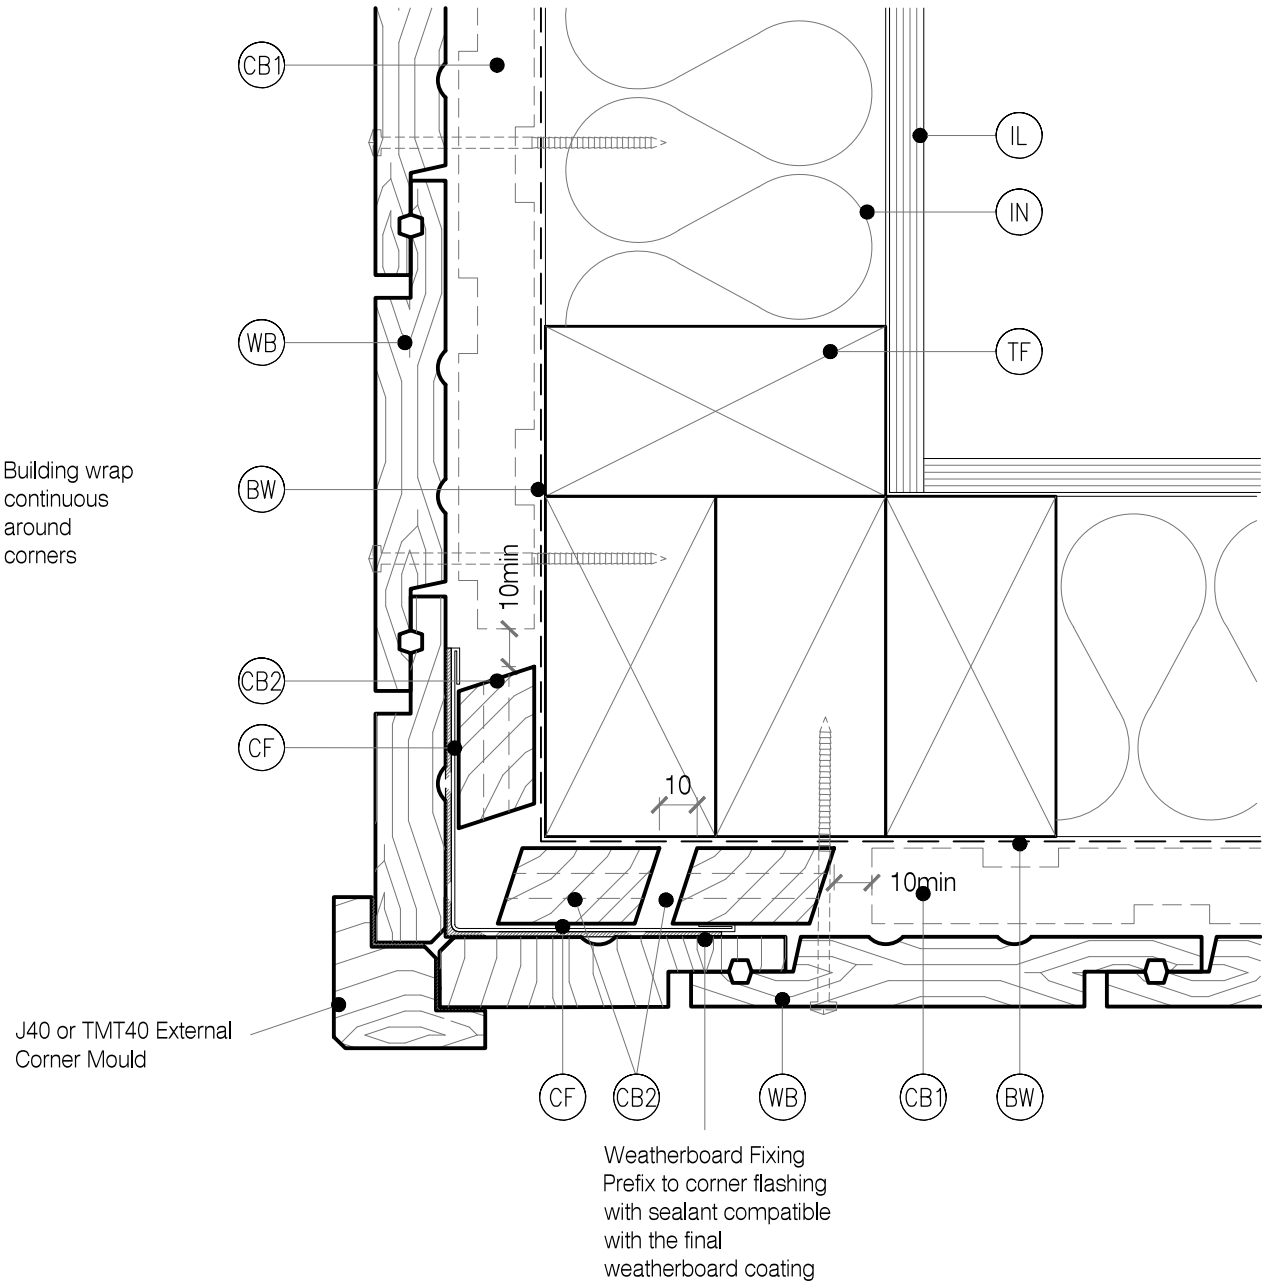 CB1
IL
IN
WB
TF
Building wrap
continuous
around
corners
BW
10min
CB2
CF
10
10min
J40 or TMT40 External
Corner Mould
CF
CB2
WB
CB1
BW
Weatherboard Fixing
Prefix to corner flashing
with sealant compatible
with the final
weatherboard coating